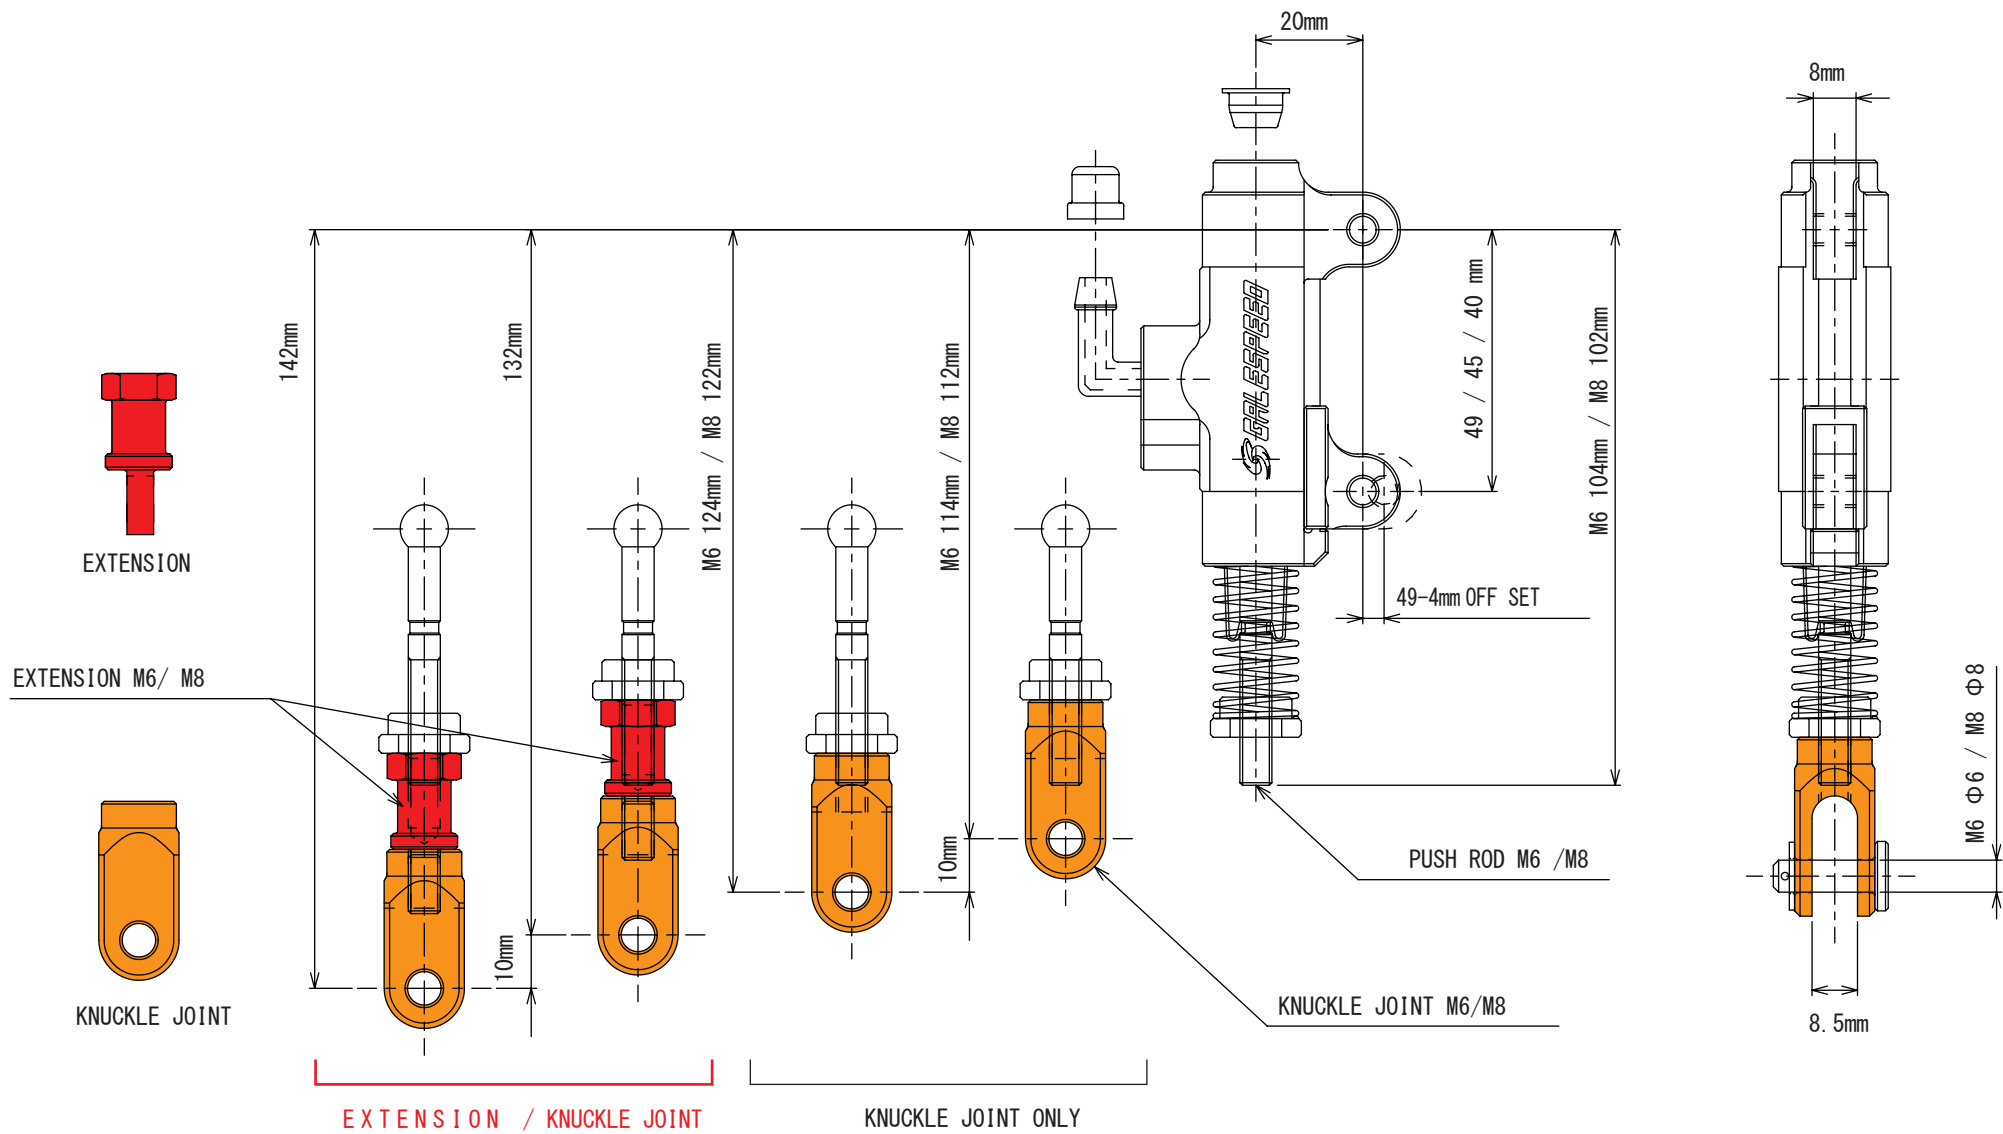 20mm
8mm
142mm
132mm
M6 124mm / M8 122mm
M6 114mm / M8 112mm
GALESPEED
49 / 45 / 40 mm
M6 104mm / M8 102mm
EXTENSION
49-4mm OFF SET
EXTENSION M6/ M8
M6 Φ6 / M8 Φ8
10mm
10mm
PUSH ROD M6 /M8
KNUCKLE JOINT
KNUCKLE JOINT M6/M8
8.5mm
EXTENSION / KNUCKLE JOINT
KNUCKLE JOINT ONLY